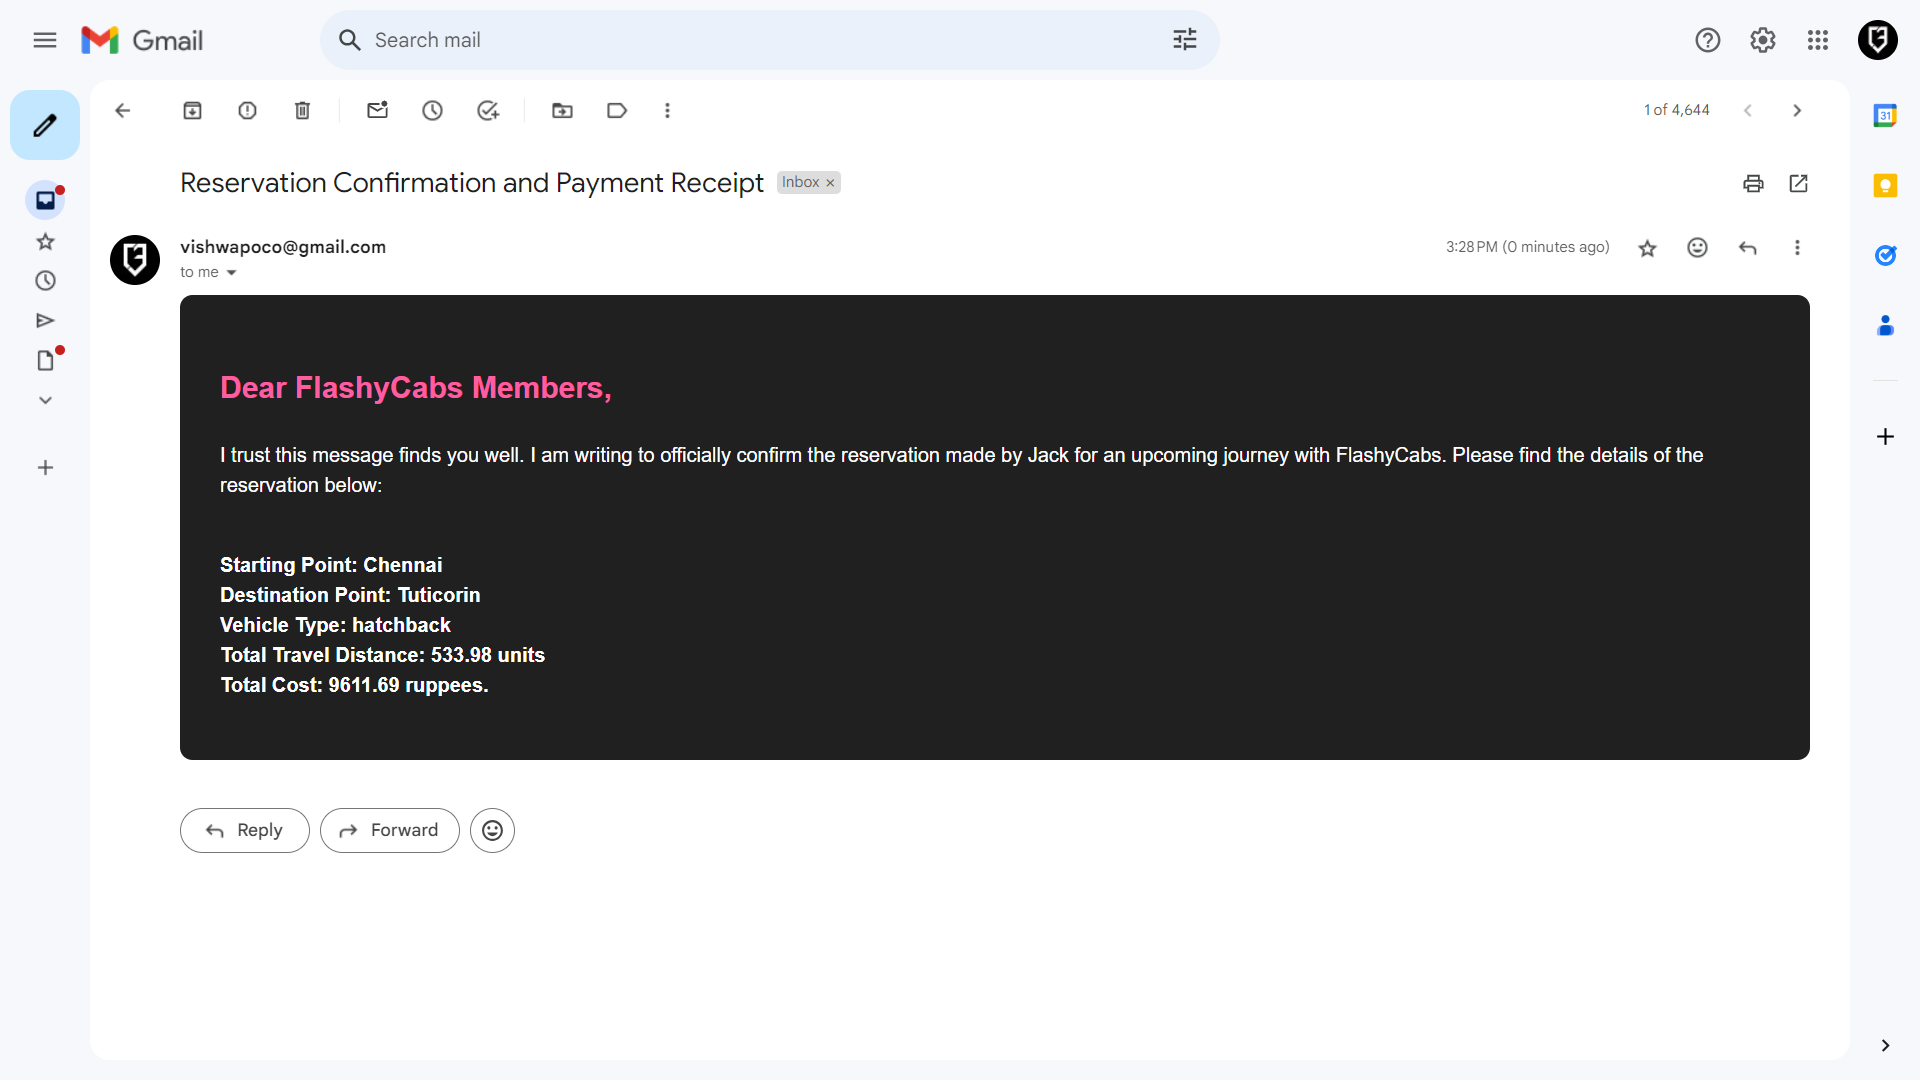 Gmail
Search mail
1 of 4,644
31
Reservation Confirmation and Payment Receipt Inbox ×
vishwapoco@gmail.com
3:28 PM (0 minutes ago)
to me
Dear FlashyCabs Members,
I trust this message finds you well. I am writing to officially confirm the reservation made by Jack for an upcoming journey with FlashyCabs. Please find the details of the
reservation below:
Starting Point: Chennai
Destination Point: Tuticorin
Vehicle Type: hatchback
Total Travel Distance: 533.98 units
Total Cost: 9611.69 ruppees.
Reply
Forward